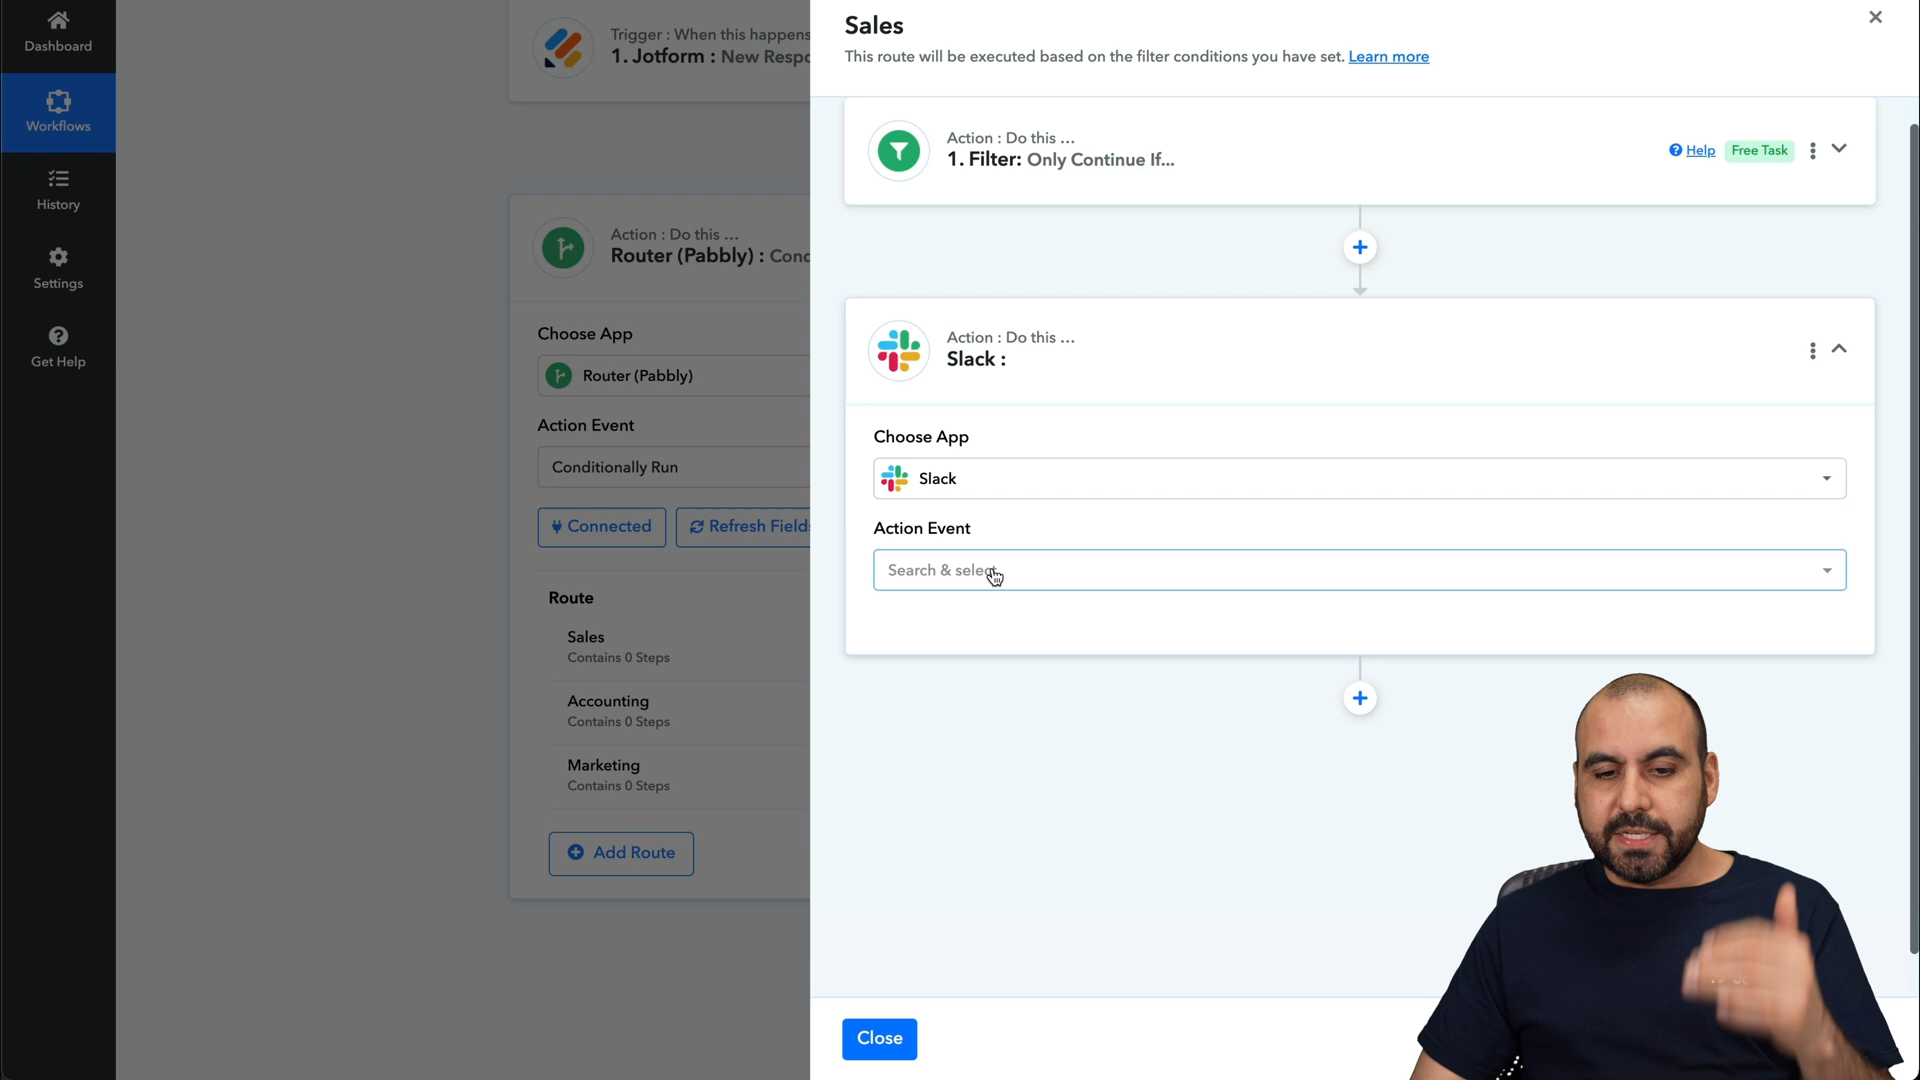 Dashboard
Workflows
History
Settings
Get Help
Trigger : When this happens
1. Jotform : New Respo
Action : Do this ...
Router (Pabbly) : Conc
Choose App
Router (Pabbly)
Action Event
Conditionally Run
Connected
Refresh Fields
Route
Sales
Contains 0 Steps
Accounting
Contains 0 Steps
Marketing
Contains 0 Steps
Add Route
Sales
This route will be executed based on the filter conditions you have set. Learn more
Action : Do this ...
1. Filter: Only Continue If...
Help
Free Task
Action : Do this ...
Slack :
Choose App
Slack
Action Event
Search & select
Close